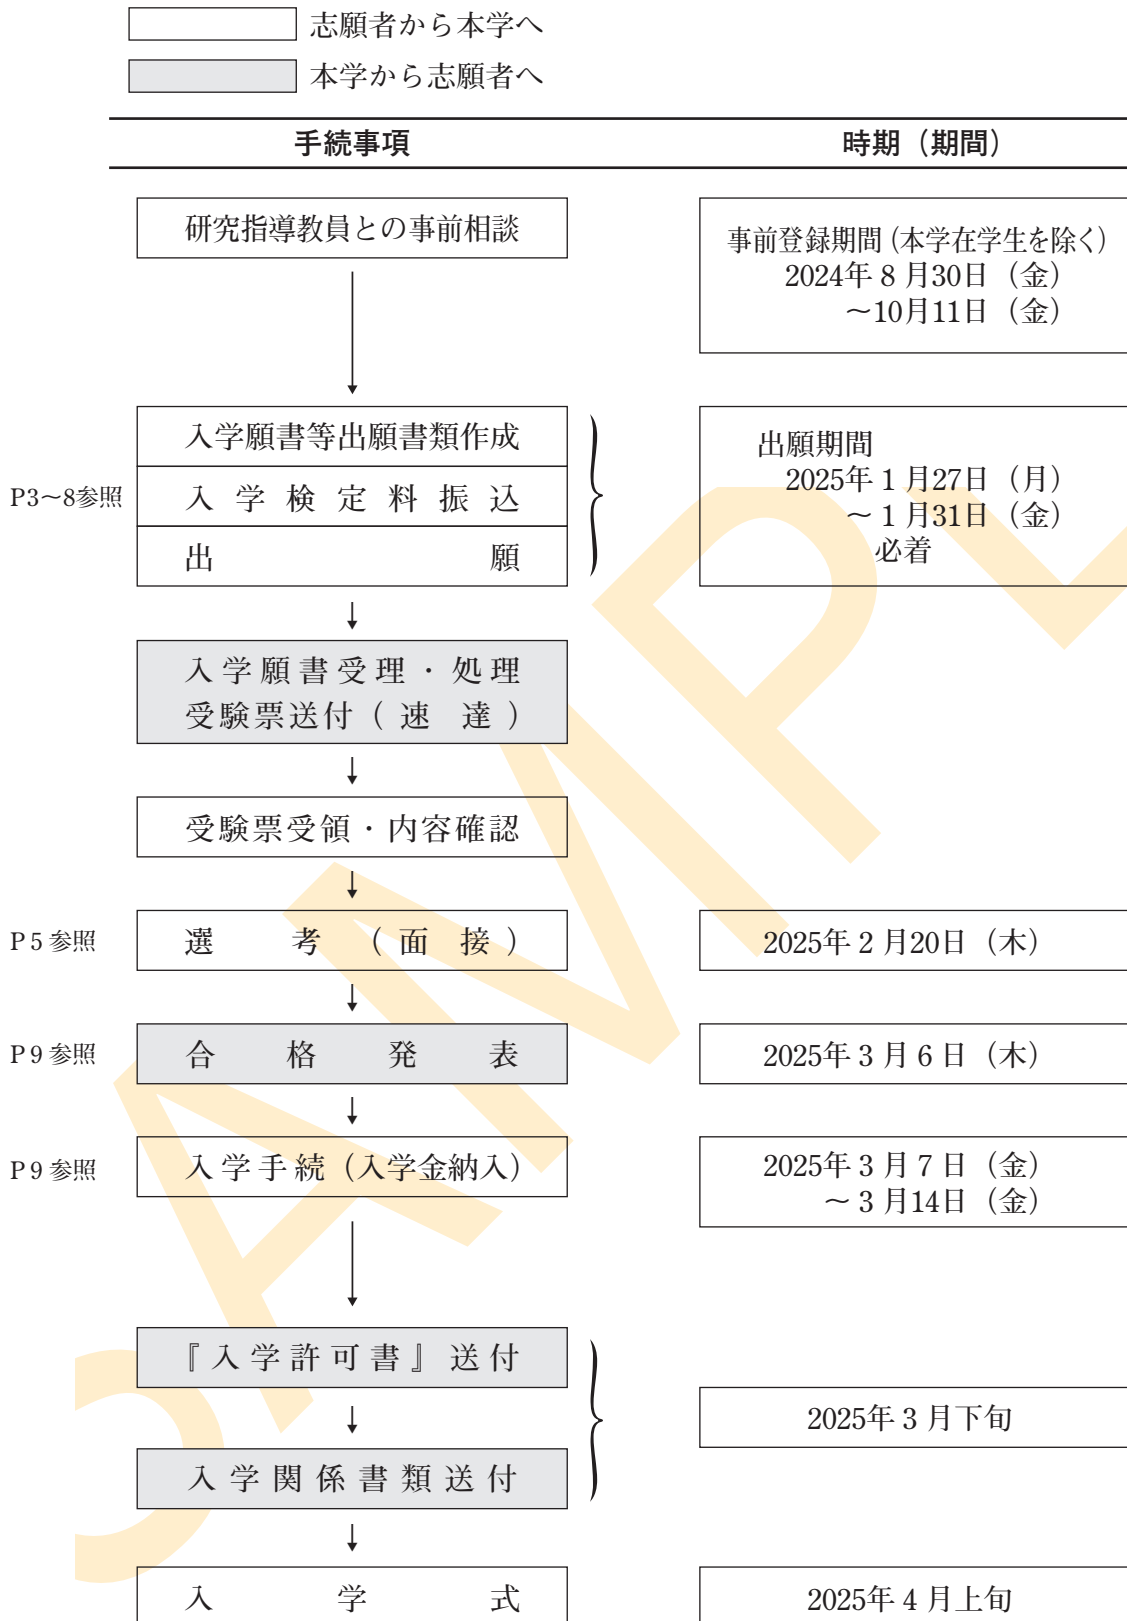 志願者から本学へ
本学から志願者へ
手続事項
時期（期間）
研究指導教員との事前相談
事前登録期間（本学在学生を除く）
2024年８月30日（金）
～10月11日（金）
P3～8参照
入学願書等出願書類作成
入学検定料振込
出願
出願期間
2025年１月27日（月）
～１月31日（金）
必着
入学願書受理・処理
受験票送付（速達）
受験票受領・内容確認
P5参照
選考（面接）
2025年２月20日（木）
P9参照
合格発表
2025年３月６日（木）
P9参照
入学手続（入学金納入）
2025年３月７日（金）
～３月14日（金）
『入学許可書』送付
入学関係書類送付
2025年３月下旬
入学式
2025年４月上旬
SAMPLE